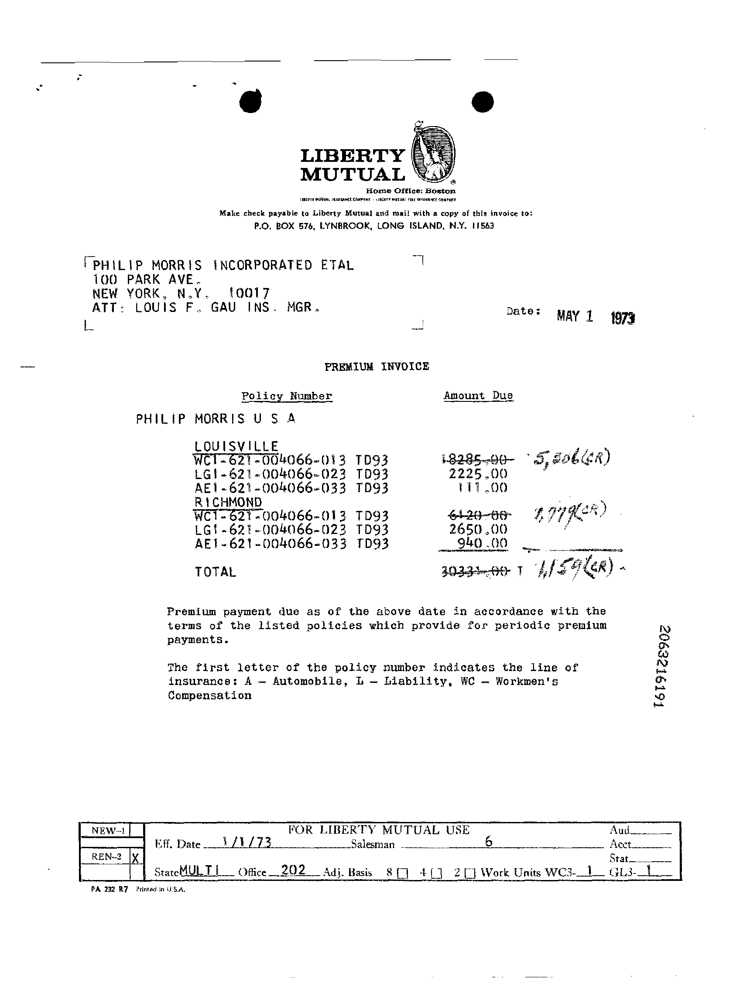 LIBERTY
MUTUAL
Home Office: Boston
LIBERTY MUTUAL INSURANCE COMPANY - LIBERTY MUTUAL FIRE INSURANCE COMPANY
Make check payable to Liberty Mutual and mail with a copy of this invoice to:
P.O. BOX 576, LYNBROOK, LONG ISLAND, N.Y. 11563
PHILIP MORRIS INCORPORATED ETAL
100 PARK AVE.
NEW YORK, N.Y. 10017
ATT: LOUIS F. GAU INS. MGR.
Date: MAY 1 1973
PREMIUM INVOICE
Policy Number Amount Due
PHILIP MORRIS U S A
LOUISVILLE
WC1-621-004066-013 TD93 18285.00 5,806(CR)
LG1-621-004066-023 TD93 2225.00
AE1-621-004066-033 TD93 111.00
RICHMOND
WC1-621-004066-013 TD93 6120.00 1,279(CR)
LG1-621-004066-023 TD93 2650.00
AE1-621-004066-033 TD93 940.00
TOTAL 30331.00 T 1,159(CR)
Premium payment due as of the above date in accordance with the
terms of the listed policies which provide for periodic premium
payments.
The first letter of the policy number indicates the line of
insurance: A - Automobile, L - Liability, WC - Workmen's
Compensation
2063216191
NEW-1 FOR LIBERTY MUTUAL USE Aud.
Eff. Date 1/1/73 Salesman 6 Acct.
REN-2 X Stat.
State MULTI Office 202 Adj. Basis 8 4 2 Work Units WC3- 1 GL3- 1
PA 232 R7 Printed in U.S.A.